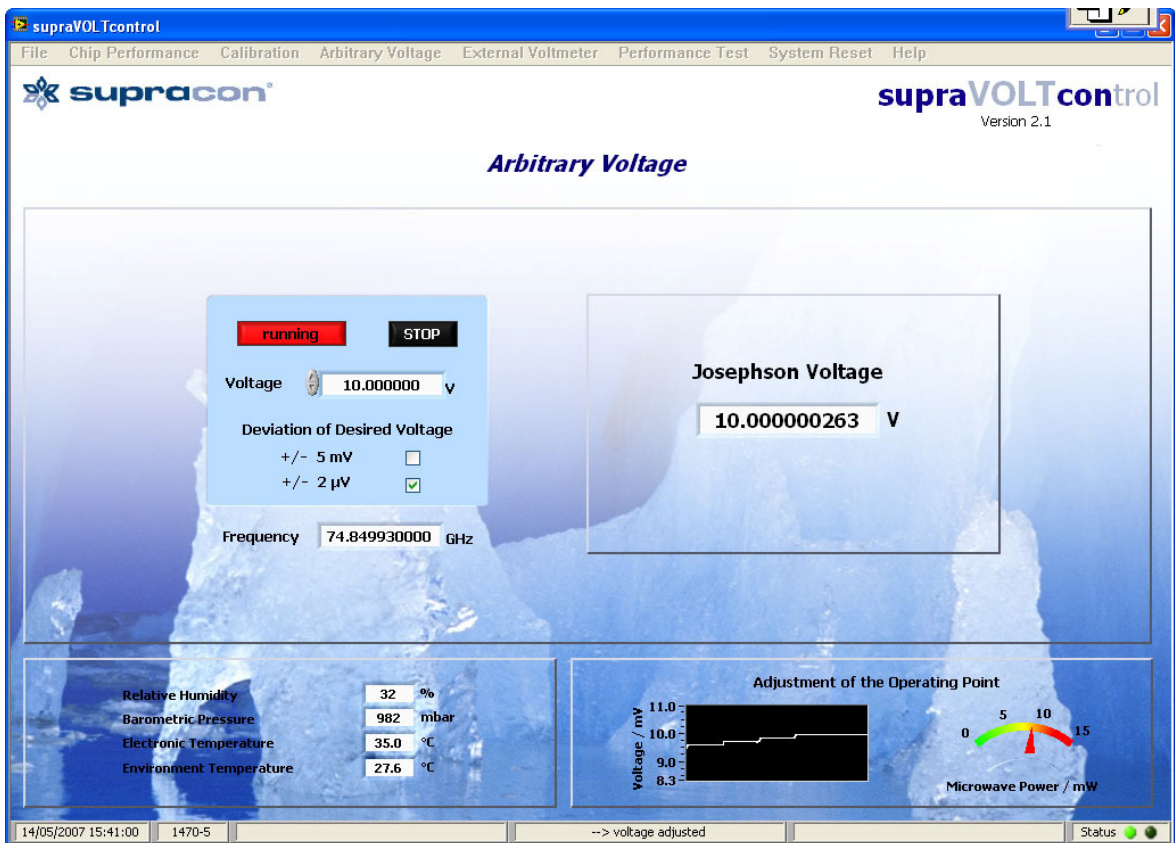 supraVOLTcontrol
File Chip Performance Calibration Arbitrary Voltage External Voltmeter Performance Test System Reset Help
supracon®
supraVOLTcontrol
Version 2.1
Arbitrary Voltage
running STOP
Voltage 10.000000 V
Deviation of Desired Voltage
+/- 5 mV
+/- 2 µV
Frequency 74.849930000 GHz
Josephson Voltage
10.000000263 V
Relative Humidity 32 %
Barometric Pressure 982 mbar
Electronic Temperature 35.0 °C
Environment Temperature 27.6 °C
Adjustment of the Operating Point
Voltage / mV
11.0
10.0
9.0
8.3
0 5 10 15
Microwave Power / mW
14/05/2007 15:41:00 1470-5 --> voltage adjusted Status